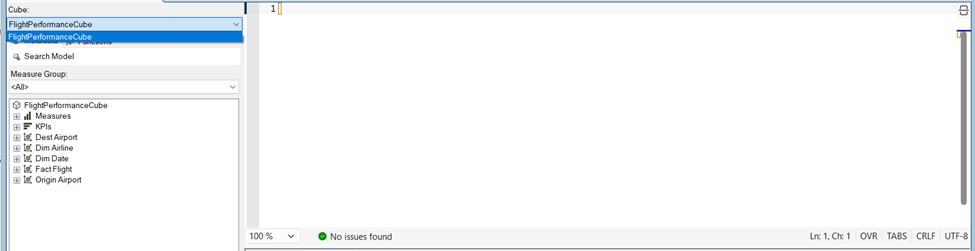 Cube:
FlightPerformanceCube
FlightPerformanceCube
Functions
Search Model
Measure Group:
<All>
FlightPerformanceCube
Measures
KPIs
Dest Airport
Dim Airline
Dim Date
Fact Flight
Origin Airport
1
100 %
No issues found
Ln: 1, Ch: 1
OVR
TABS
CRLF
UTF-8